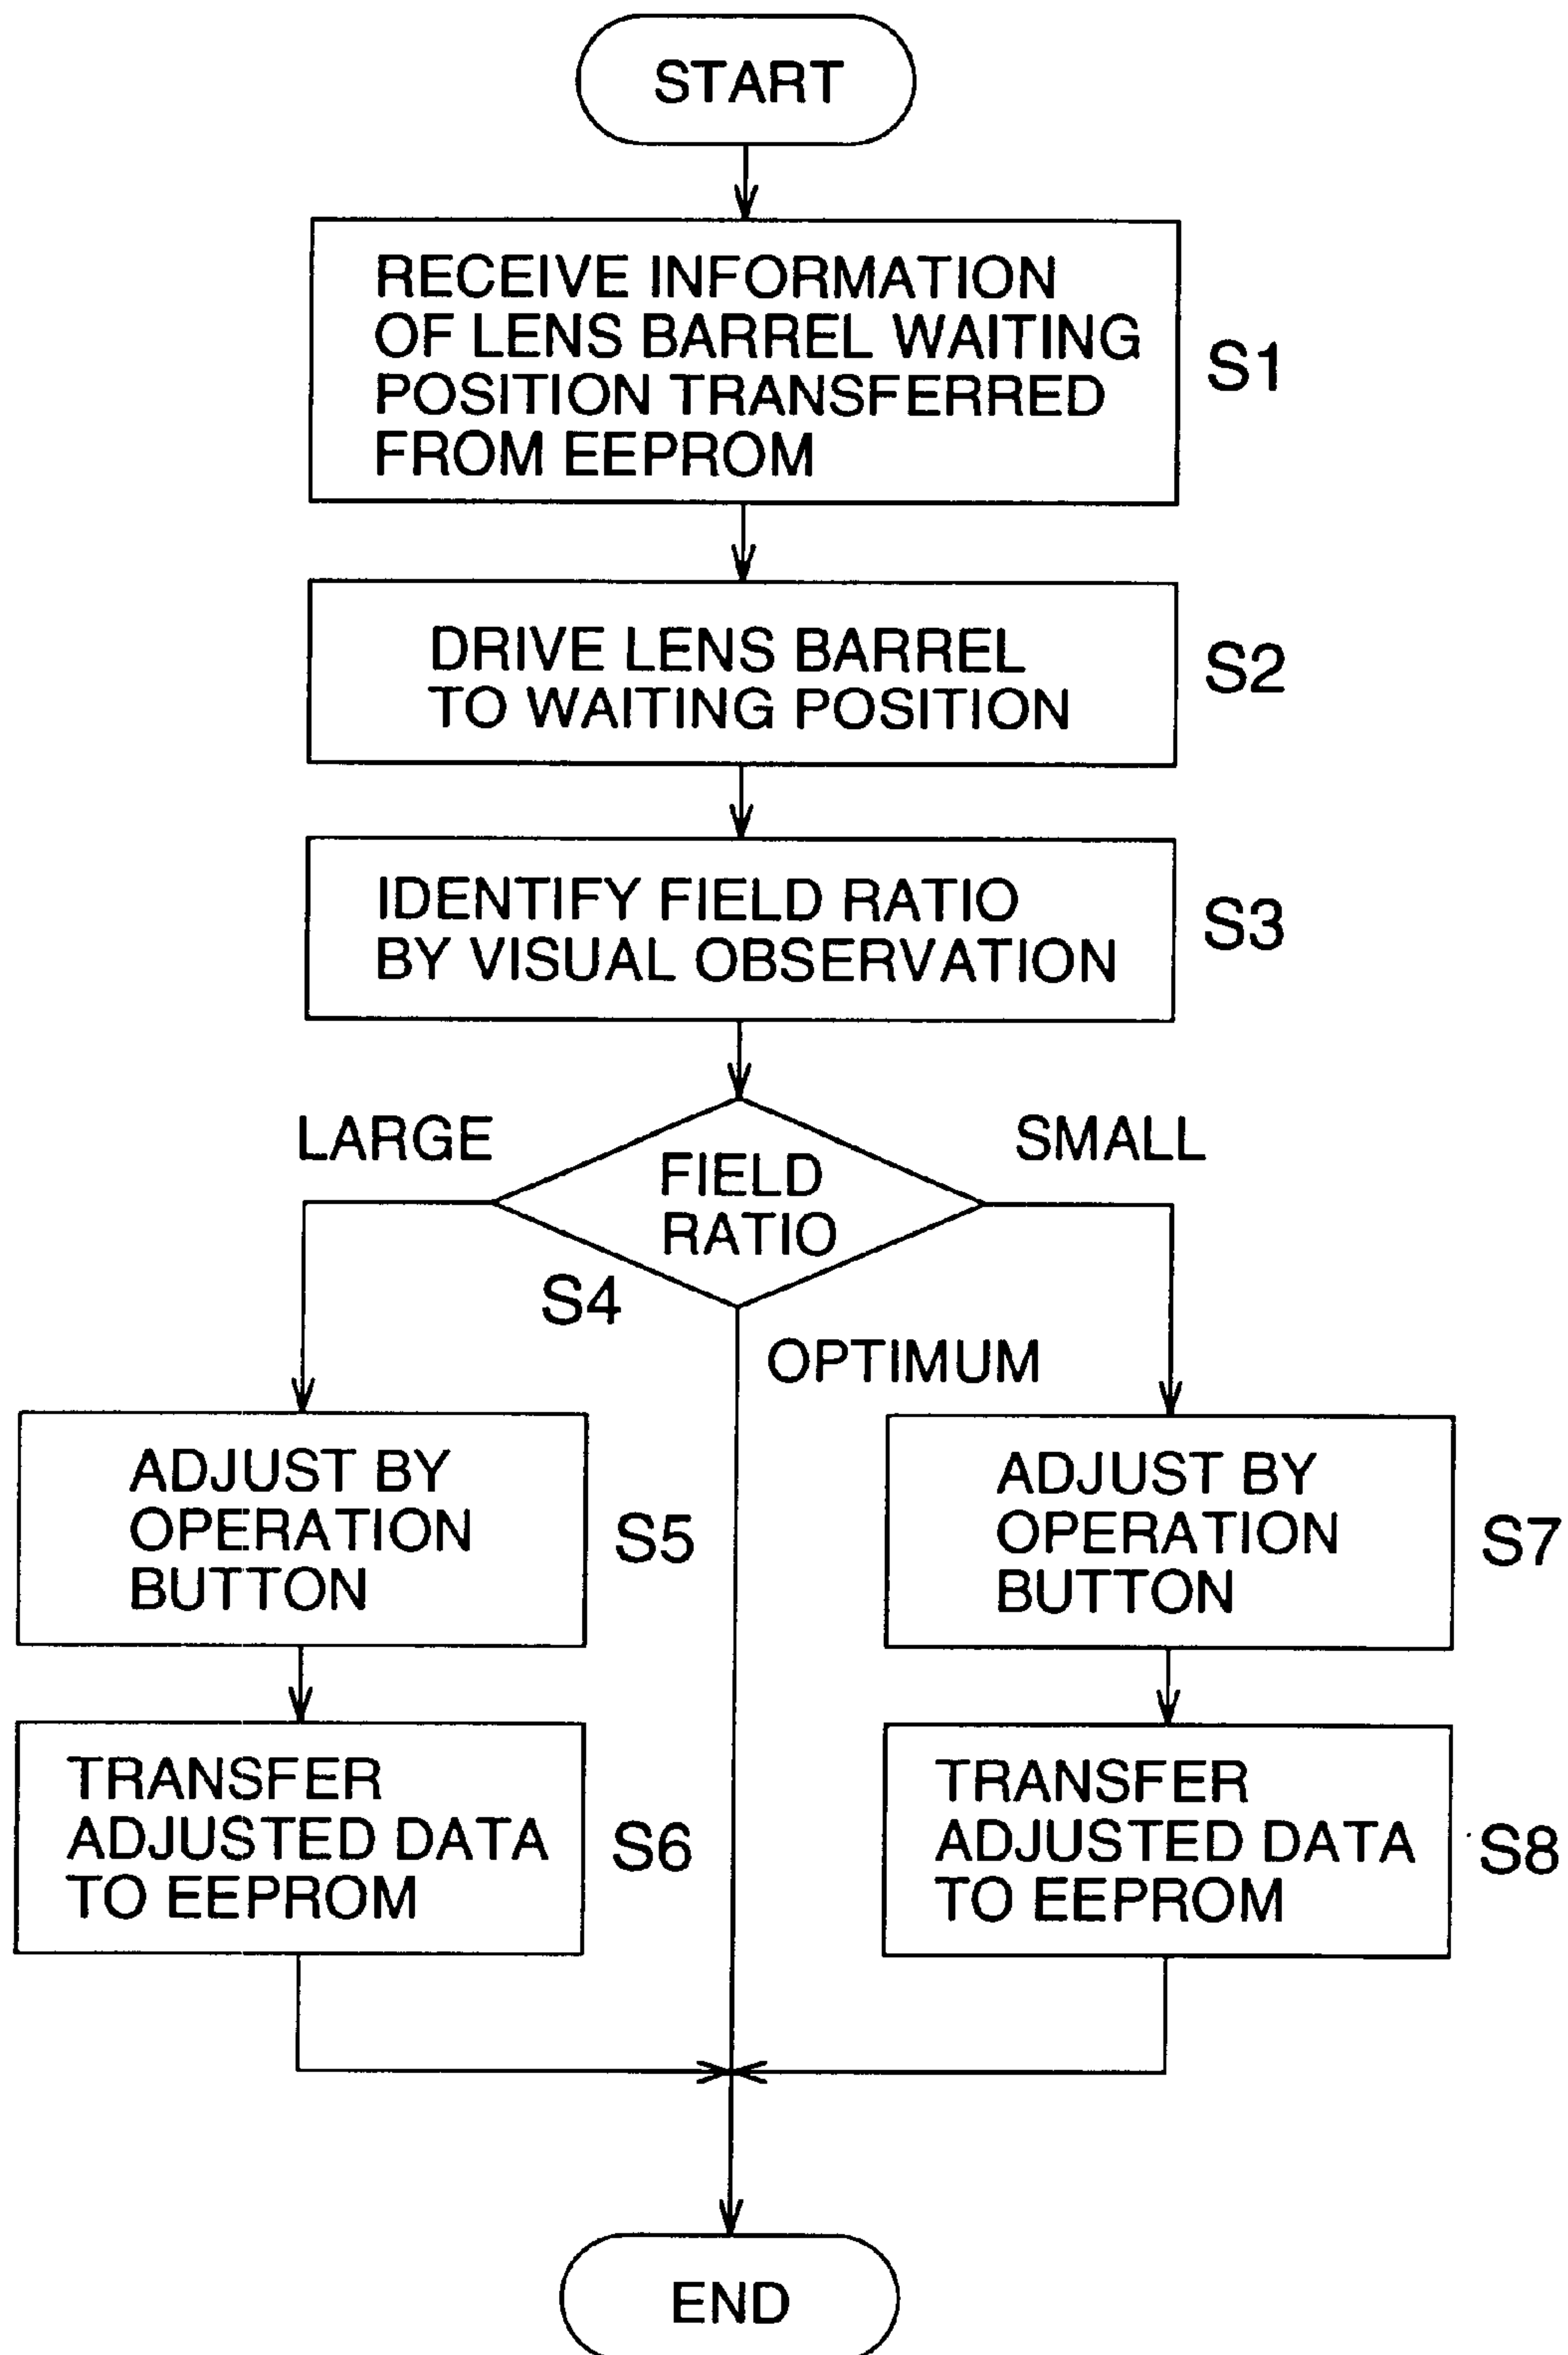 START
RECEIVE INFORMATION
OF LENS BARREL WAITING
POSITION TRANSFERRED
FROM EEPROM
S1
DRIVE LENS BARREL
TO WAITING POSITION
S2
IDENTIFY FIELD RATIO
BY VISUAL OBSERVATION
S3
LARGE
FIELD
RATIO
SMALL
S4
OPTIMUM
ADJUST BY
OPERATION
BUTTON
S5
ADJUST BY
OPERATION
BUTTON
S7
TRANSFER
ADJUSTED DATA
TO EEPROM
S6
TRANSFER
ADJUSTED DATA
TO EEPROM
S8
END